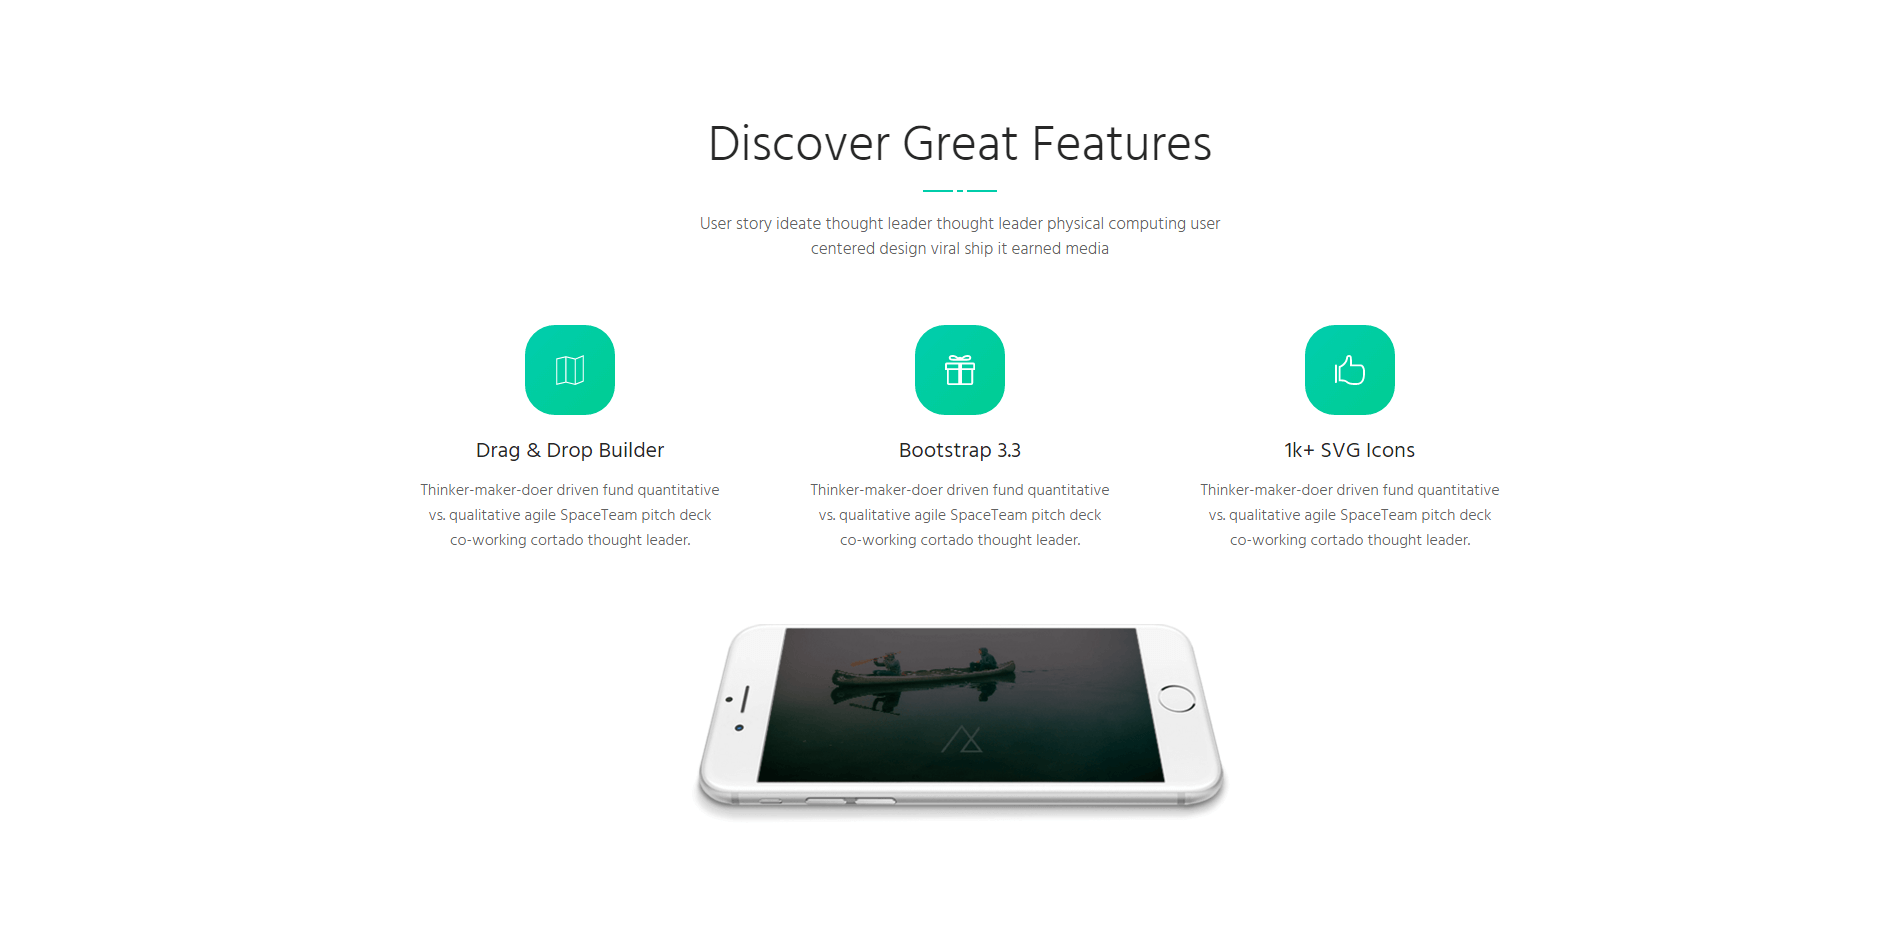 Discover Great Features
User story ideate thought leader thought leader physical computing user
centered design viral ship it earned media
Drag & Drop Builder
Thinker-maker-doer driven fund quantitative
vs. qualitative agile SpaceTeam pitch deck
co-working cortado thought leader.
Bootstrap 3.3
Thinker-maker-doer driven fund quantitative
vs. qualitative agile SpaceTeam pitch deck
co-working cortado thought leader.
1k+ SVG Icons
Thinker-maker-doer driven fund quantitative
vs. qualitative agile SpaceTeam pitch deck
co-working cortado thought leader.